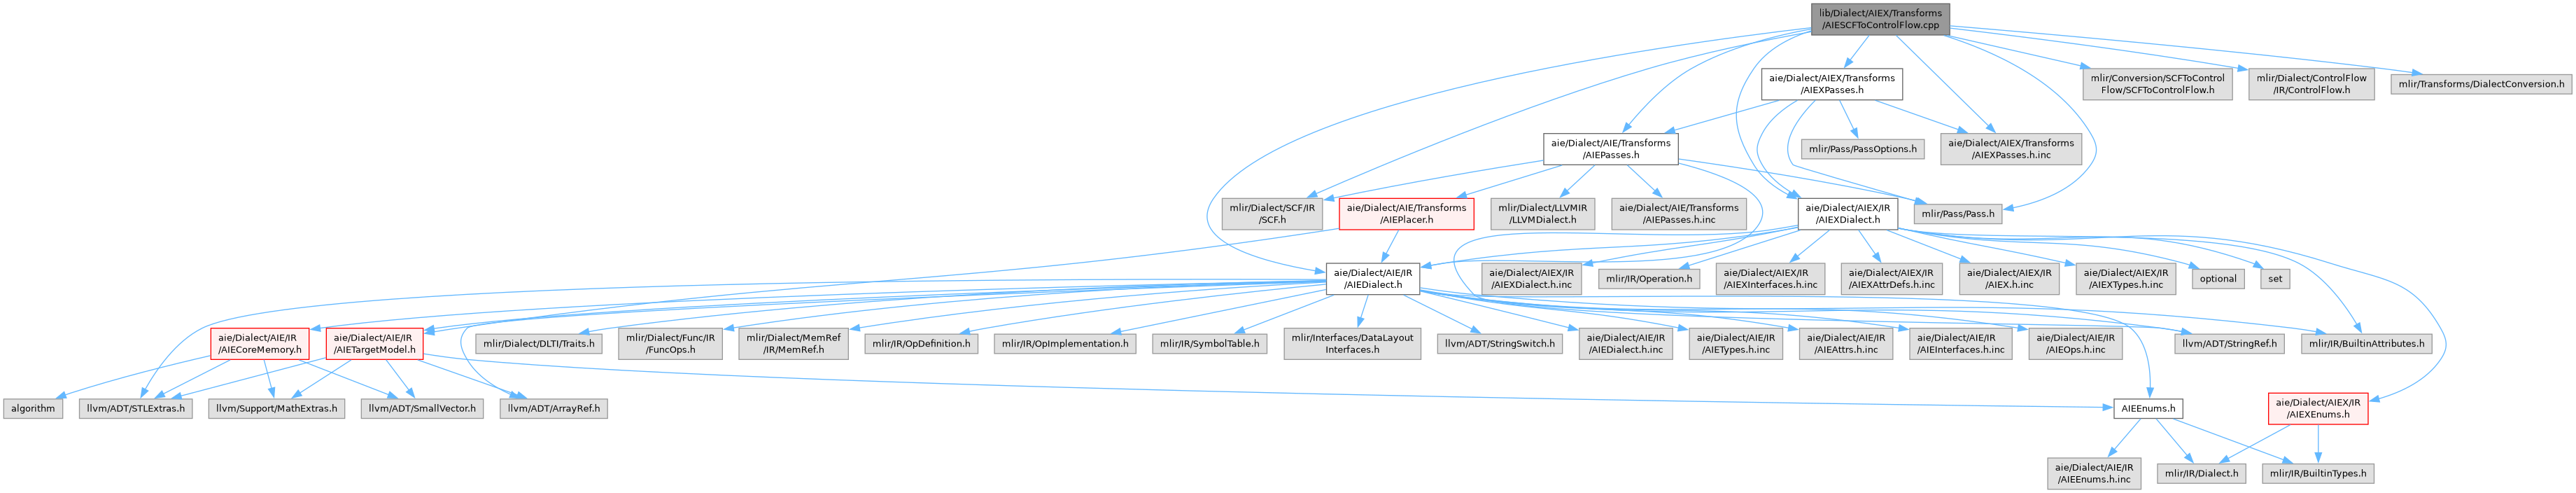 lib/Dialect/AIEX/Transforms
/AIESCFToControlFlow.cpp
aie/Dialect/AIEX/Transforms
/AIEXPasses.h
mlir/Conversion/SCFToControl
Flow/SCFToControlFlow.h
mlir/Dialect/ControlFlow
/IR/ControlFlow.h
mlir/Transforms/DialectConversion.h
aie/Dialect/AIE/Transforms
/AIEPasses.h
mlir/Pass/PassOptions.h
aie/Dialect/AIEX/Transforms
/AIEXPasses.h.inc
mlir/Dialect/SCF/IR
/SCF.h
aie/Dialect/AIE/Transforms
/AIEPlacer.h
mlir/Dialect/LLVMIR
/LLVMDialect.h
aie/Dialect/AIE/Transforms
/AIEPasses.h.inc
aie/Dialect/AIEX/IR
/AIEXDialect.h
mlir/Pass/Pass.h
aie/Dialect/AIE/IR
/AIEDialect.h
aie/Dialect/AIEX/IR
/AIEXDialect.h.inc
mlir/IR/Operation.h
aie/Dialect/AIEX/IR
/AIEXInterfaces.h.inc
aie/Dialect/AIEX/IR
/AIEXAttrDefs.h.inc
aie/Dialect/AIEX/IR
/AIEX.h.inc
aie/Dialect/AIEX/IR
/AIEXTypes.h.inc
optional
set
aie/Dialect/AIE/IR
/AIECoreMemory.h
aie/Dialect/AIE/IR
/AIETargetModel.h
mlir/Dialect/DLTI/Traits.h
mlir/Dialect/Func/IR
/FuncOps.h
mlir/Dialect/MemRef
/IR/MemRef.h
mlir/IR/OpDefinition.h
mlir/IR/OpImplementation.h
mlir/IR/SymbolTable.h
mlir/Interfaces/DataLayout
Interfaces.h
llvm/ADT/StringSwitch.h
aie/Dialect/AIE/IR
/AIEDialect.h.inc
aie/Dialect/AIE/IR
/AIETypes.h.inc
aie/Dialect/AIE/IR
/AIEAttrs.h.inc
aie/Dialect/AIE/IR
/AIEInterfaces.h.inc
aie/Dialect/AIE/IR
/AIEOps.h.inc
llvm/ADT/StringRef.h
mlir/IR/BuiltinAttributes.h
algorithm
llvm/ADT/STLExtras.h
llvm/Support/MathExtras.h
llvm/ADT/SmallVector.h
llvm/ADT/ArrayRef.h
AIEEnums.h
aie/Dialect/AIEX/IR
/AIEXEnums.h
aie/Dialect/AIE/IR
/AIEEnums.h.inc
mlir/IR/Dialect.h
mlir/IR/BuiltinTypes.h